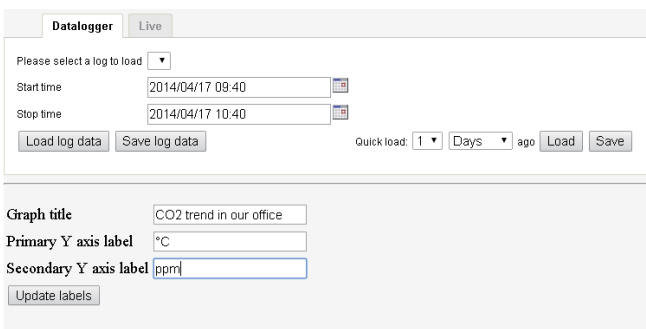 Datalogger Live
Please select a log to load
Start time 2014/04/17 09:40
Stop time 2014/04/17 10:40
Load log data Save log data Quick load: 1 Days ago Load Save
Graph title CO2 trend in our office
Primary Y axis label °C
Secondary Y axis label ppm
Update labels